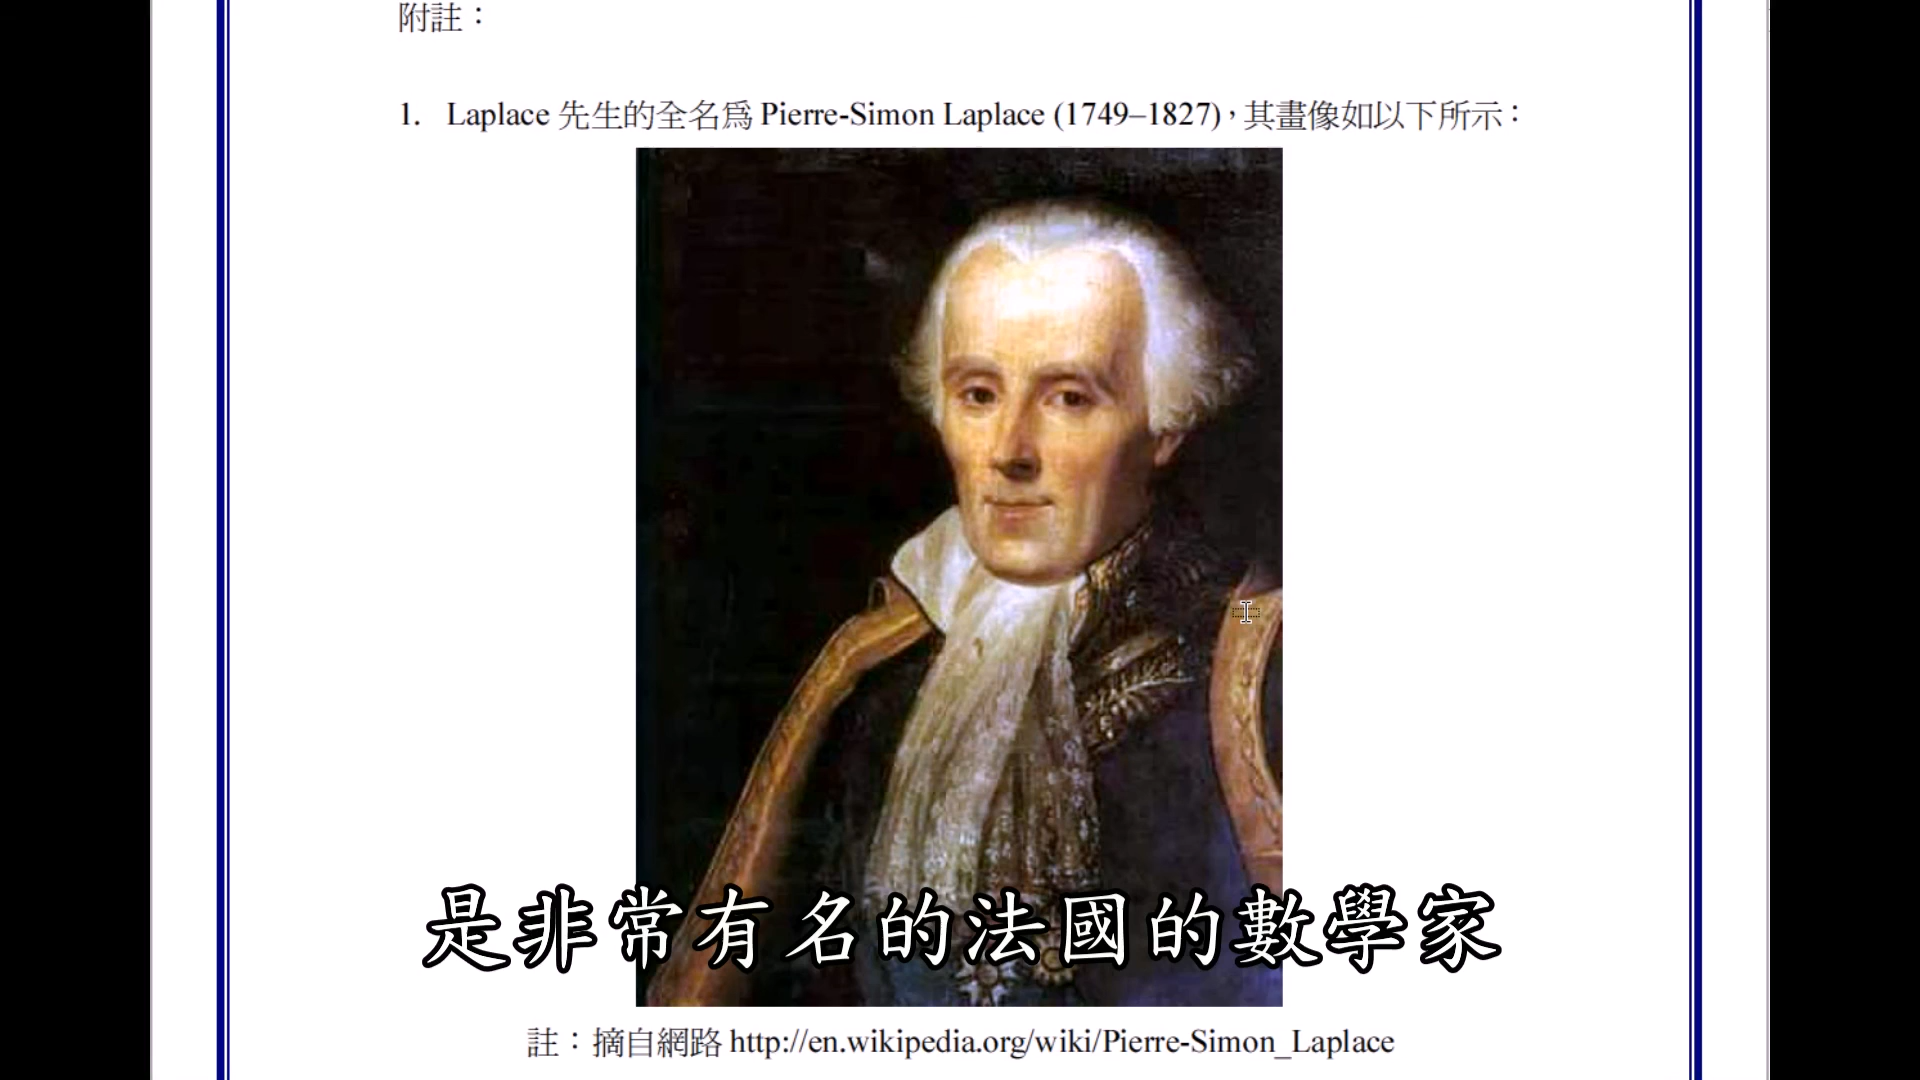 附註：
1. Laplace 先生的全名為 Pierre-Simon Laplace (1749–1827)，其畫像如以下所示：
是非常有名的法國的數學家
註：摘自網路 http://en.wikipedia.org/wiki/Pierre-Simon_Laplace